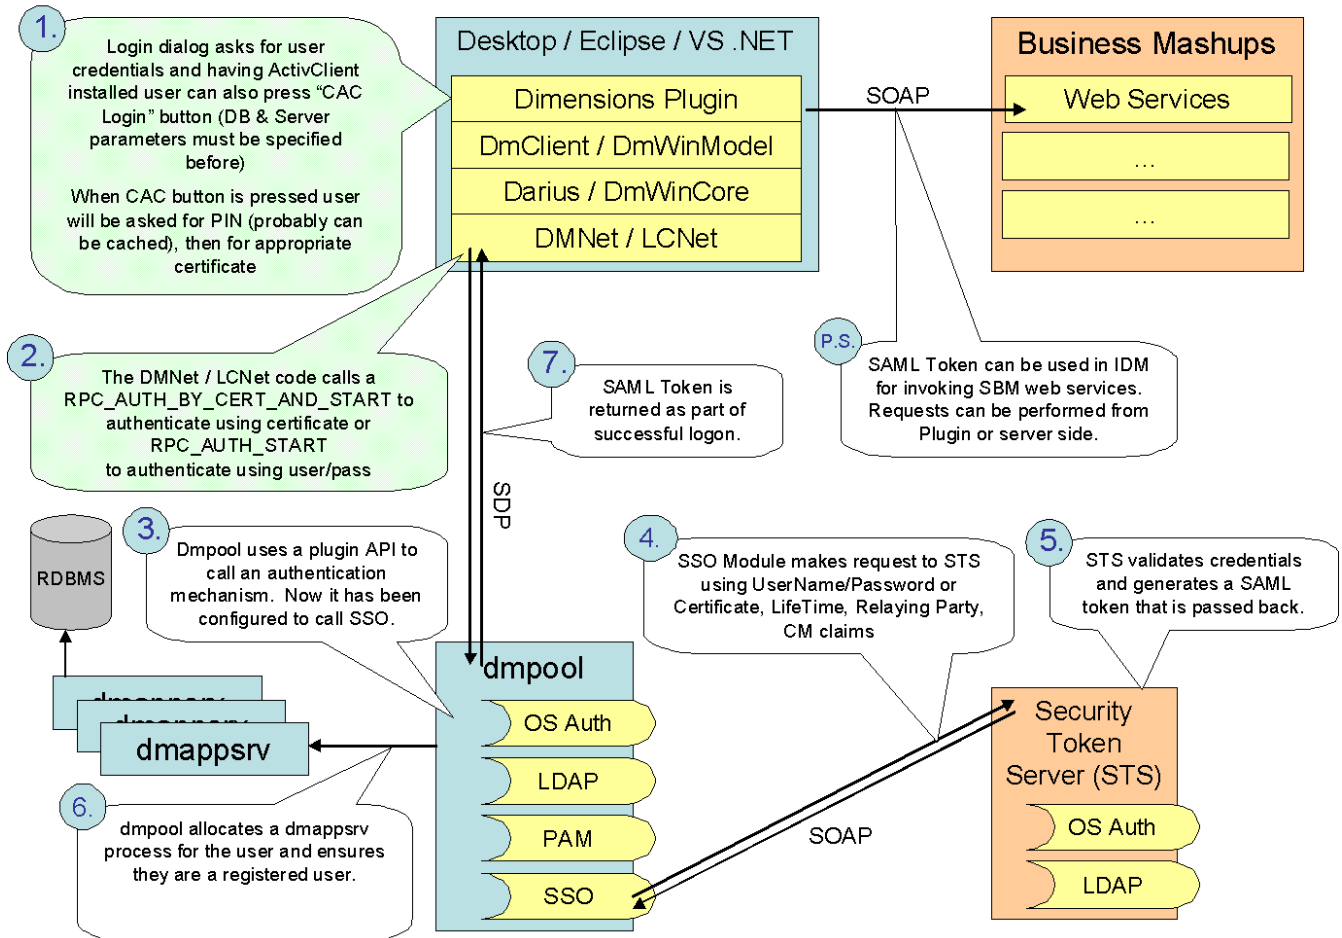 1.
Login dialog asks for user
credentials and having ActivClient
installed user can also press “CAC
Login” button (DB & Server
parameters must be specified
before)
When CAC button is pressed user
will be asked for PIN (probably can
be cached), then for appropriate
certificate
Desktop / Eclipse / VS .NET
Dimensions Plugin
DmClient / DmWinModel
Darius / DmWinCore
DMNet / LCNet
SOAP
Business Mashups
Web Services
...
...
2.
The DMNet / LCNet code calls a
RPC_AUTH_BY_CERT_AND_START to
authenticate using certificate or
RPC_AUTH_START
to authenticate using user/pass
7.
SAML Token is
returned as part of
successful logon.
P.S.
SAML Token can be used in IDM
for invoking SBM web services.
Requests can be performed from
Plugin or server side.
SDP
RDBMS
3.
Dmpool uses a plugin API to
call an authentication
mechanism. Now it has been
configured to call SSO.
4.
SSO Module makes request to STS
using UserName/Password or
Certificate, LifeTime, Relaying Party,
CM claims
5.
STS validates credentials
and generates a SAML
token that is passed back.
dmappsrv
dmappsrv
dmappsrv
dmpool
OS Auth
LDAP
PAM
SSO
6.
dmpool allocates a dmappsrv
process for the user and ensures
they are a registered user.
SOAP
Security
Token
Server (STS)
OS Auth
LDAP